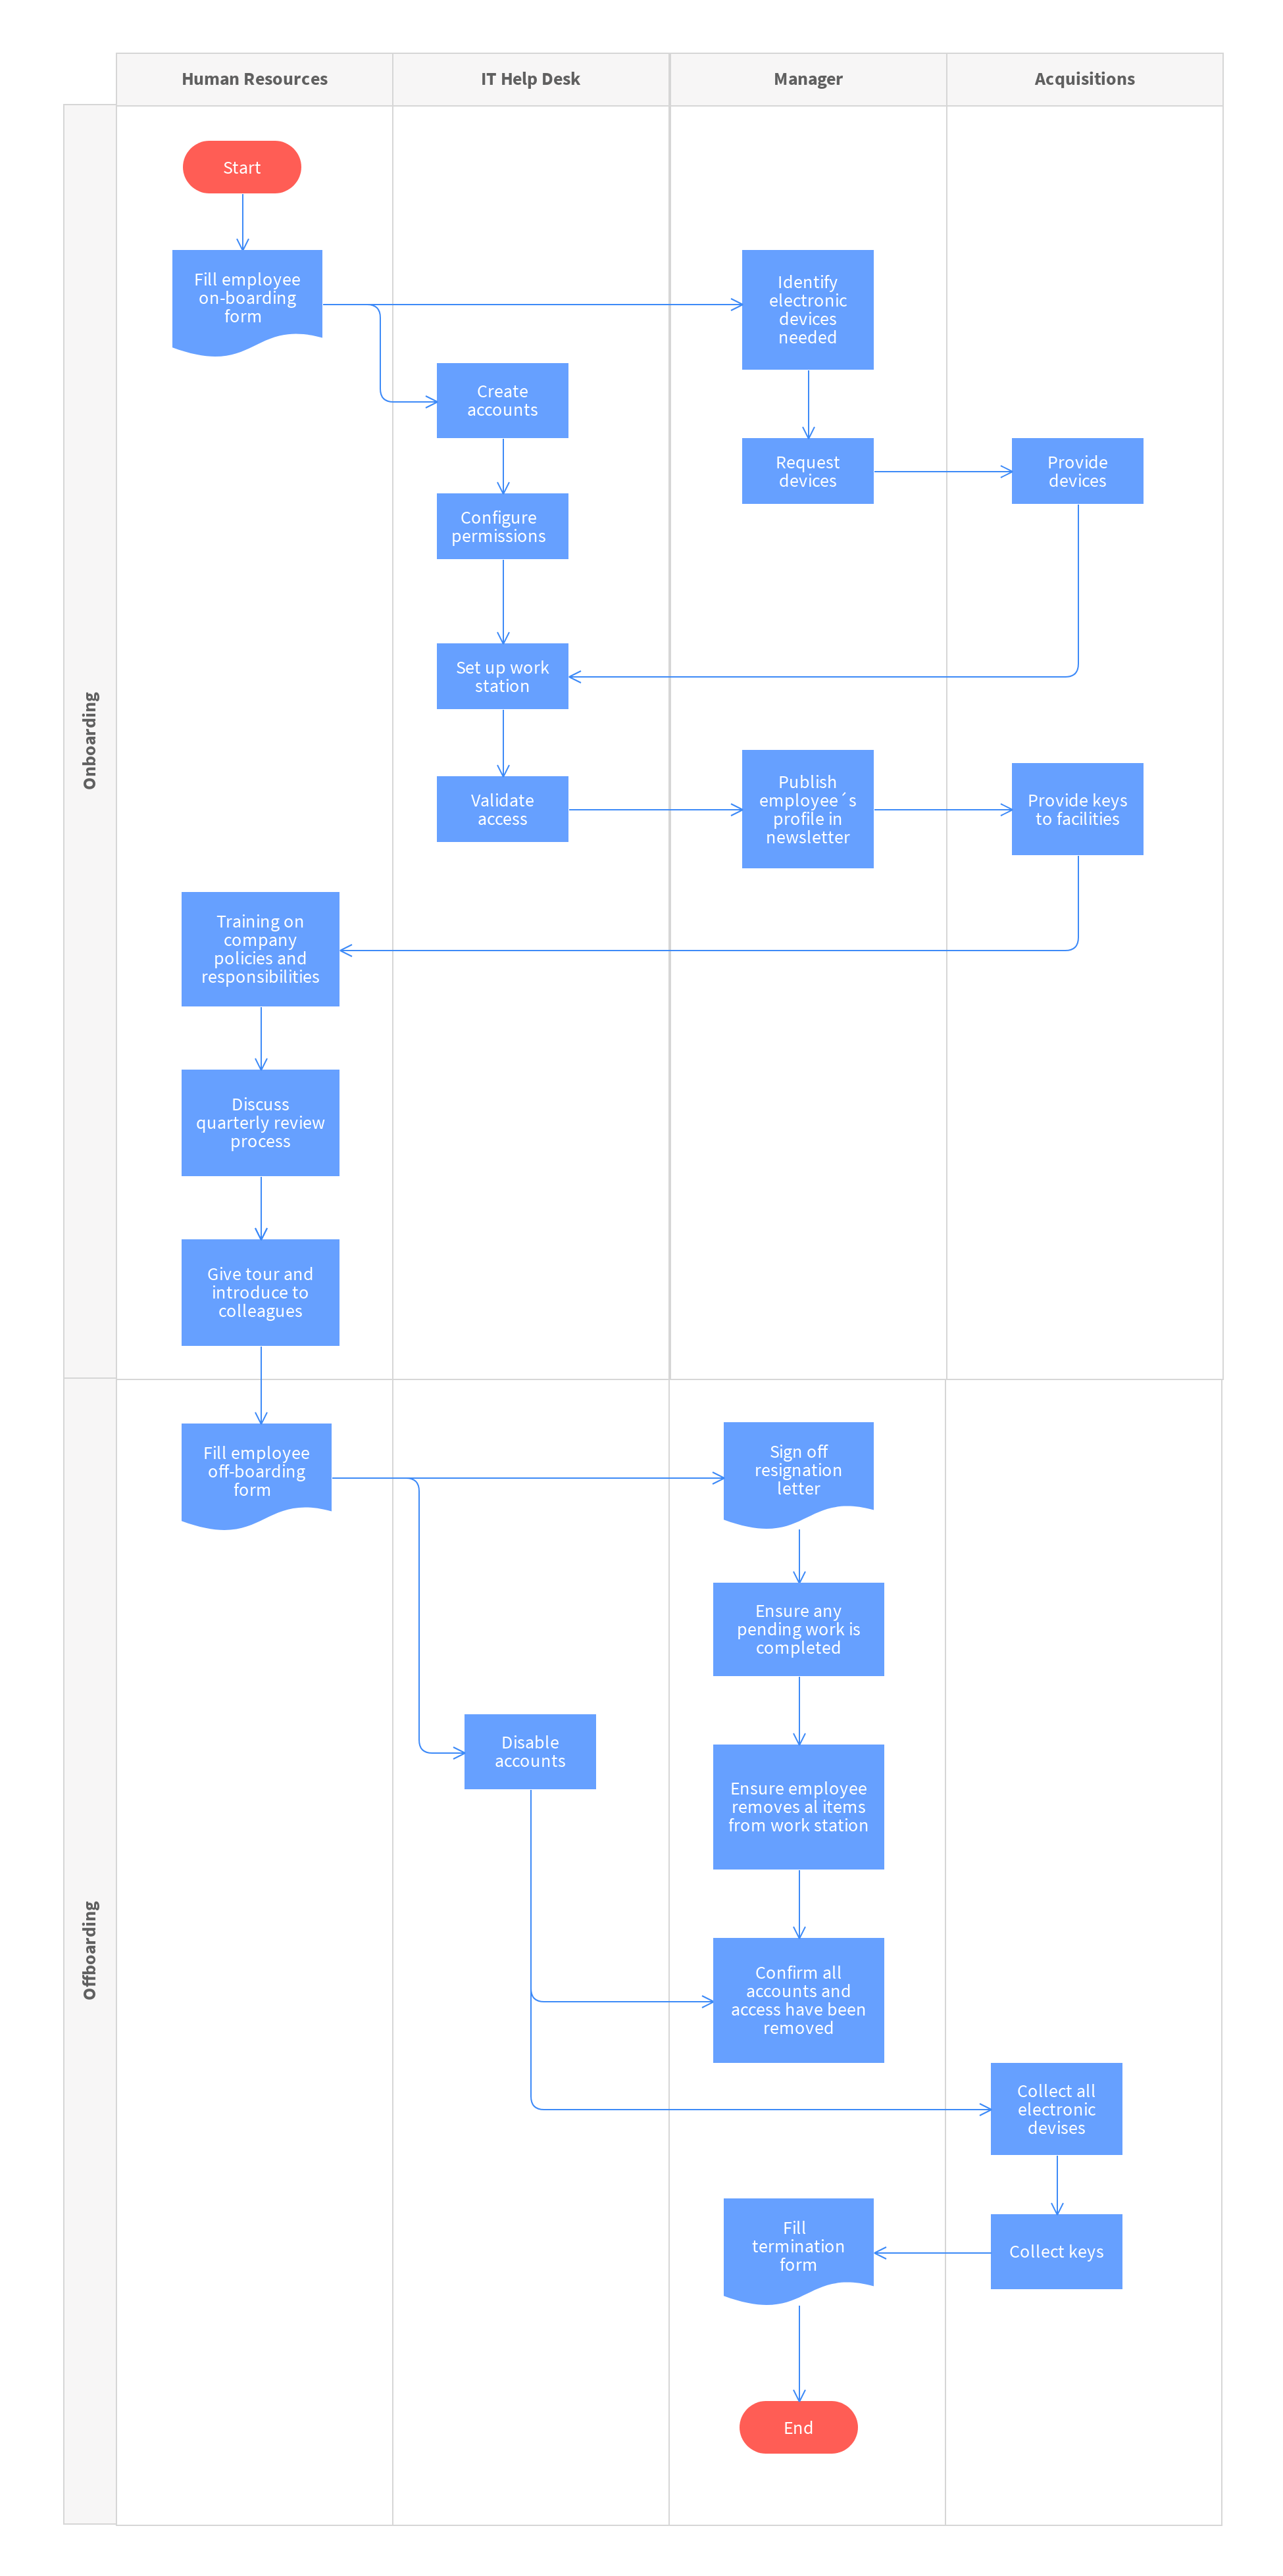 Human Resources
IT Help Desk
Manager
Acquisitions
Onboarding
Start
Fill employee
on-boarding
form
Identify
electronic
devices
needed
Create
accounts
Request
devices
Provide
devices
Configure
permissions
Set up work
station
Validate
access
Publish
employee´s
profile in
newsletter
Provide keys
to facilities
Training on
company
policies and
responsibilities
Discuss
quarterly review
process
Give tour and
introduce to
colleagues
Offboarding
Fill employee
off-boarding
form
Sign off
resignation
letter
Ensure any
pending work is
completed
Disable
accounts
Ensure employee
removes al items
from work station
Confirm all
accounts and
access have been
removed
Collect all
electronic
devises
Collect keys
Fill
termination
form
End